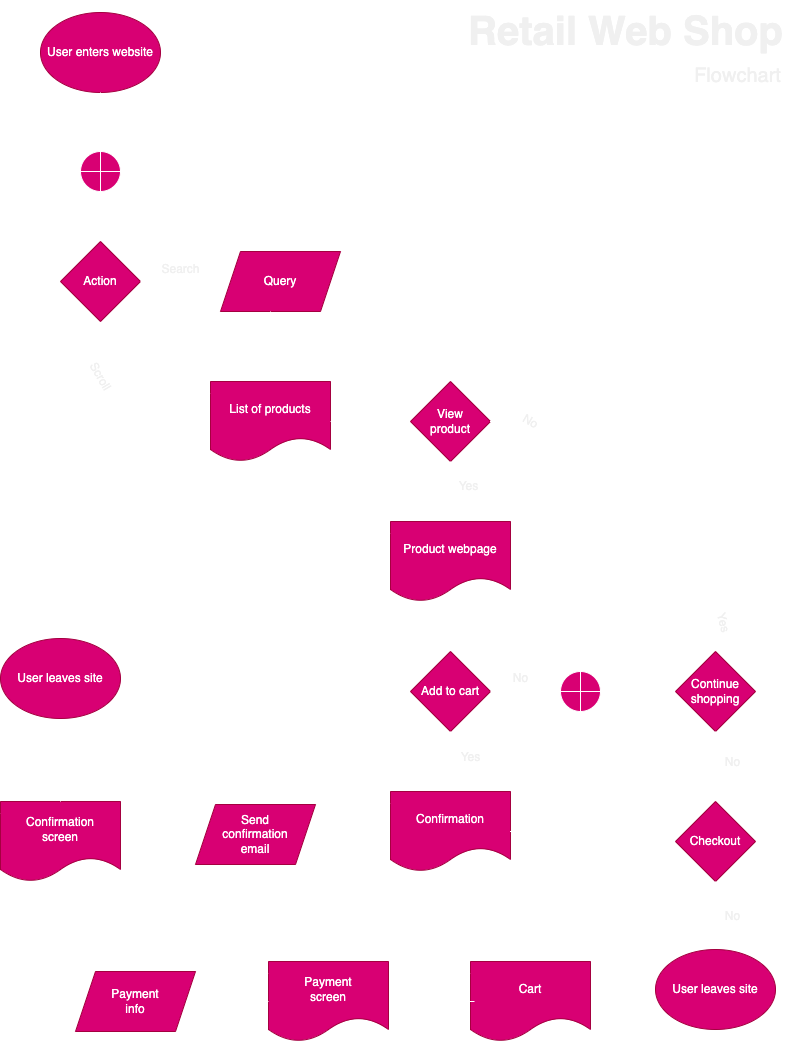 Retail Web Shop
Flowchart
User enters website
Action
Search
Query
Scroll
List of products
View
product
No
Yes
Product webpage
Yes
User leaves site
Add to cart
No
Continue
shopping
Yes
No
Confirmation
screen
Send
confirmation
email
Confirmation
Checkout
No
Payment
info
Payment
screen
Cart
User leaves site